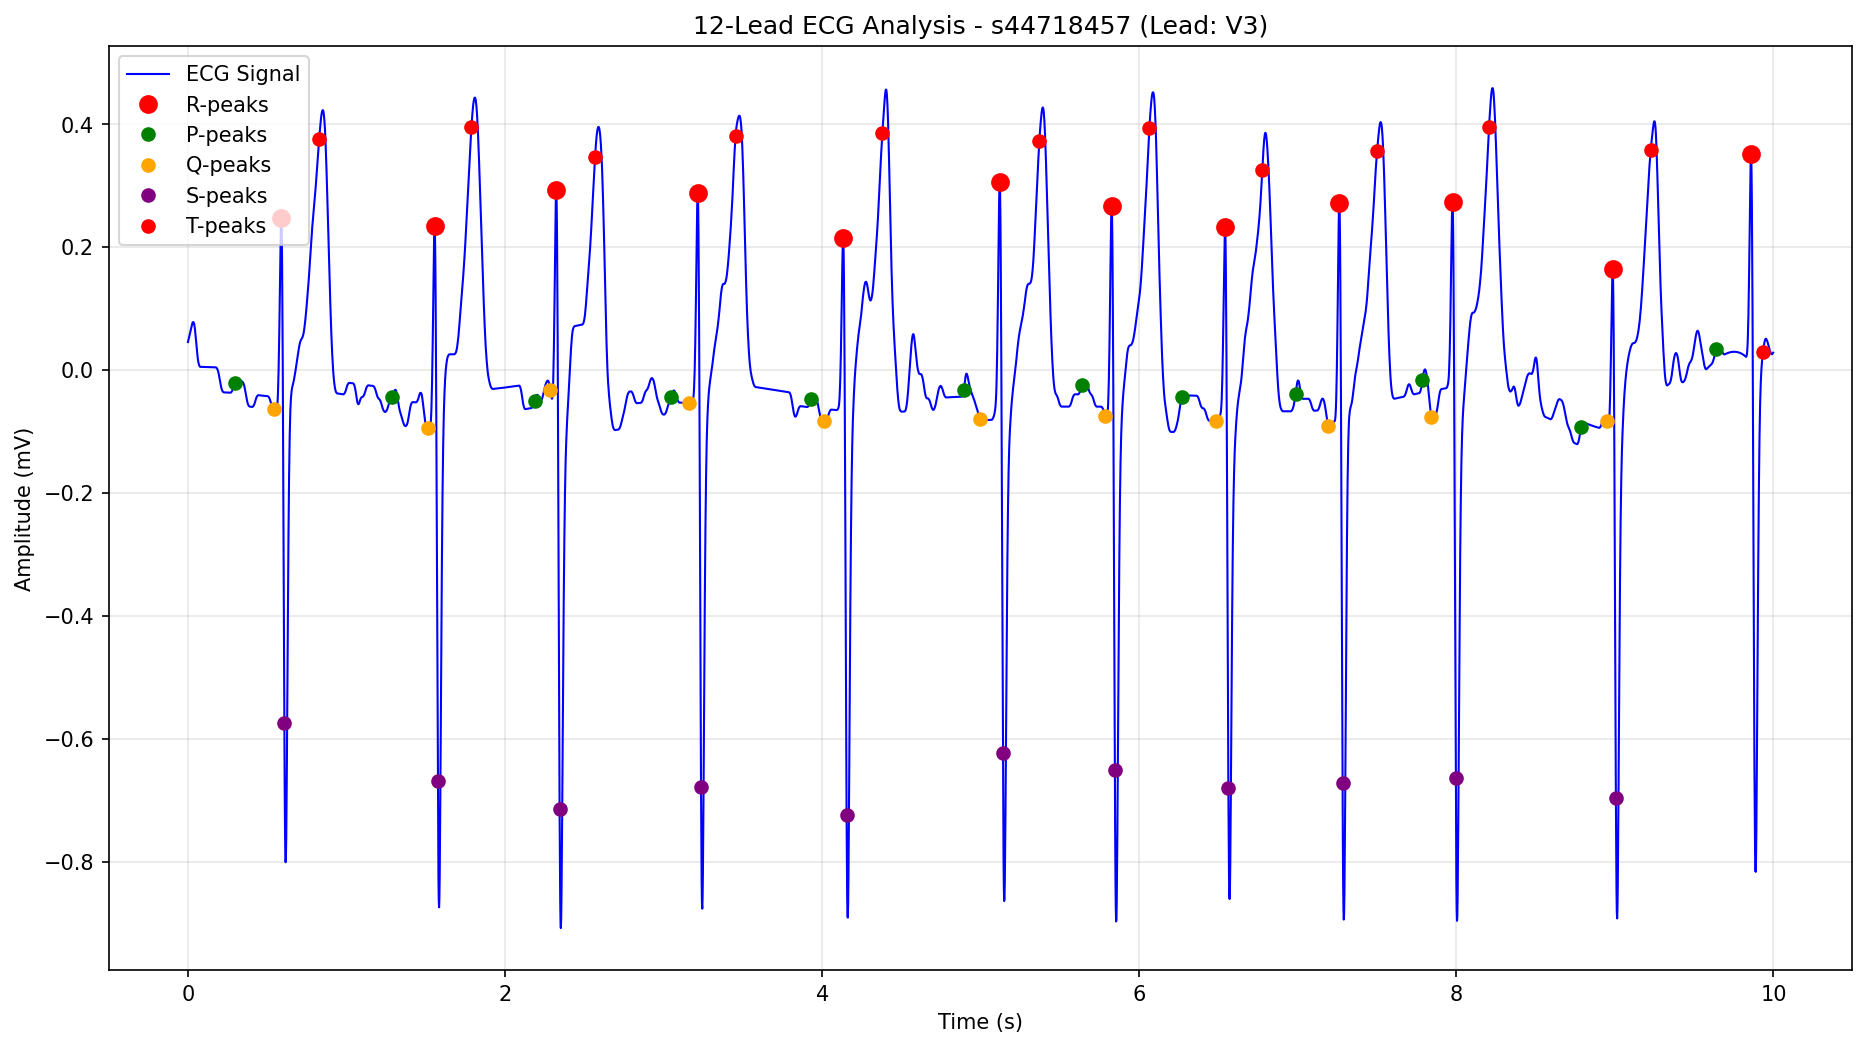 12-Lead ECG Analysis - s44718457 (Lead: V3)
ECG Signal
R-peaks
P-peaks
Q-peaks
S-peaks
T-peaks
0.4
0.2
0.0
−0.2
−0.4
−0.6
−0.8
Amplitude (mV)
0 2 4 6 8 10
Time (s)